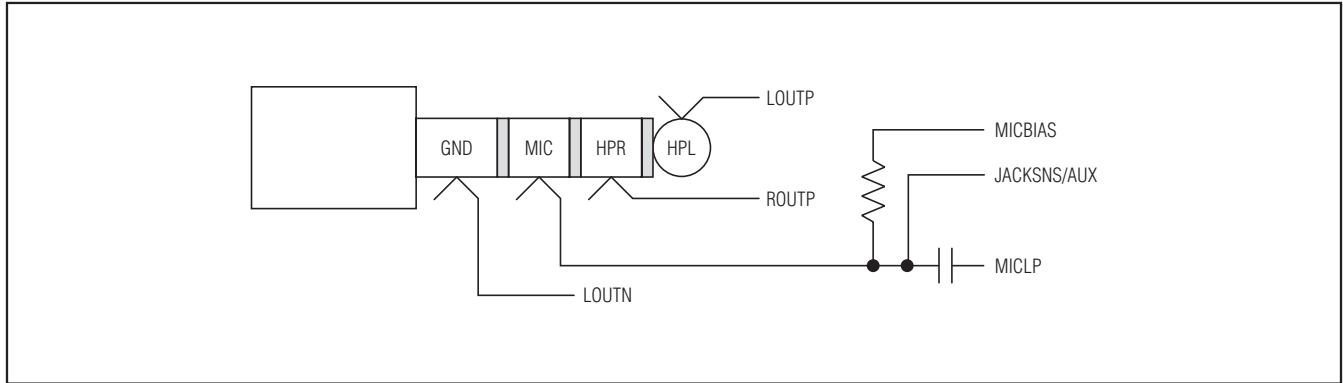 LOUTP
GND MIC HPR HPL
ROUTP
LOUTN
MICBIAS
JACKSNS/AUX
MICLP